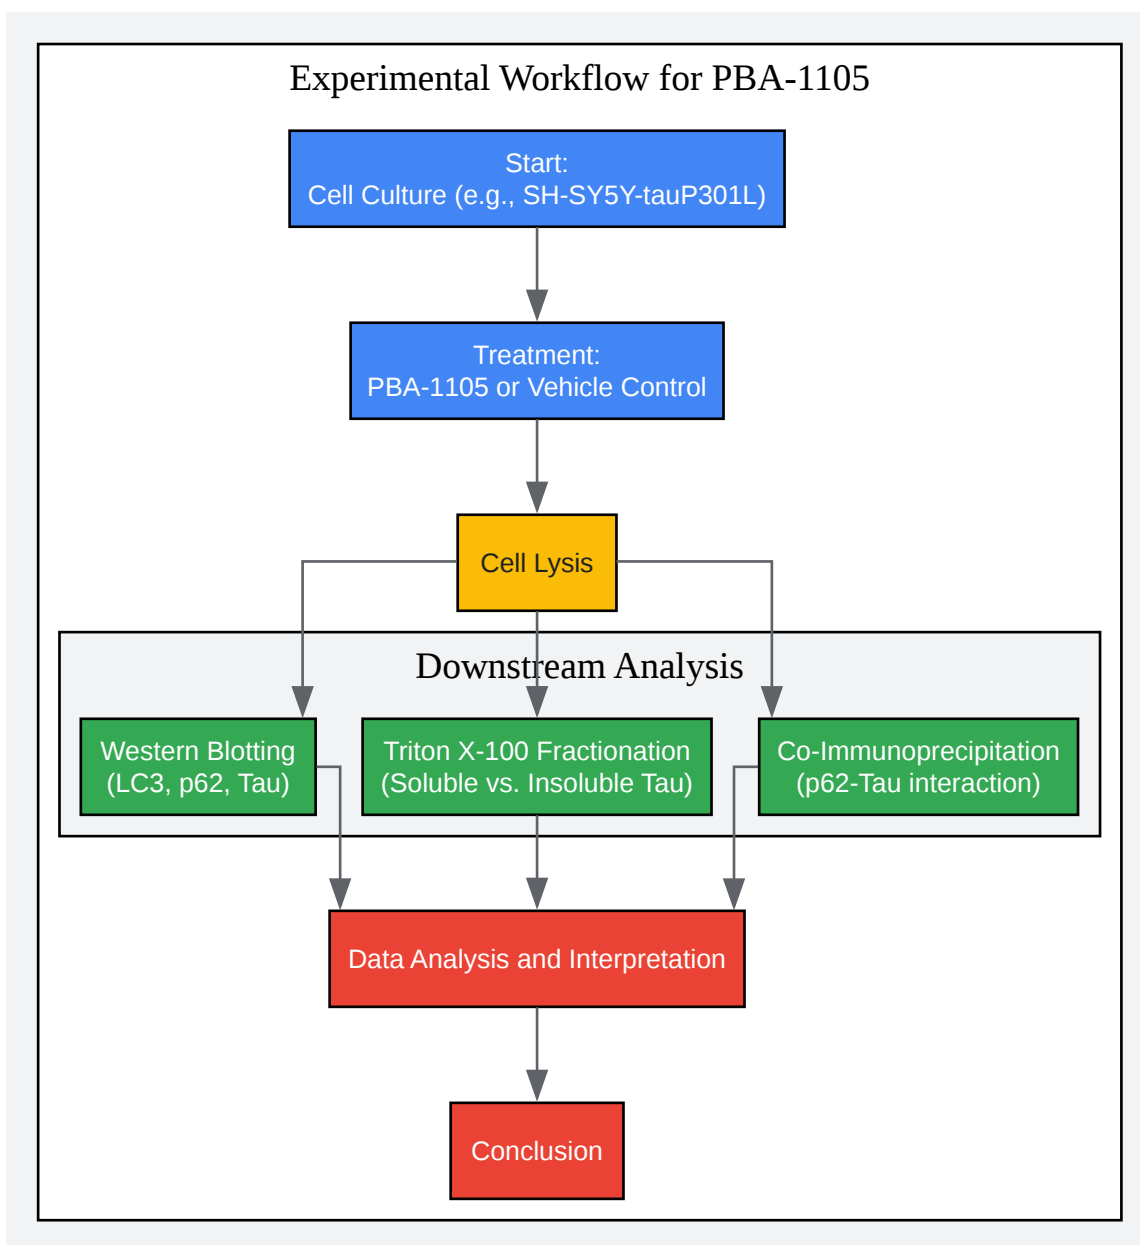 Experimental Workflow for PBA-1105
Start:
Cell Culture (e.g., SH-SY5Y-tauP301L)
Treatment:
PBA-1105 or Vehicle Control
Cell Lysis
Downstream Analysis
Western Blotting
(LC3, p62, Tau)
Triton X-100 Fractionation
(Soluble vs. Insoluble Tau)
Co-Immunoprecipitation
(p62-Tau interaction)
Data Analysis and Interpretation
Conclusion